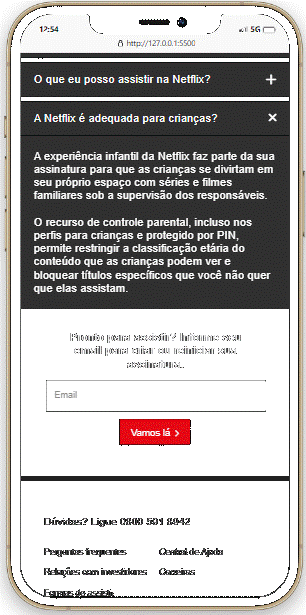 12:54
5G
http://127.0.0.1:5500
O que eu posso assistir na Netflix?
A Netflix é adequada para crianças?
A experiência infantil da Netflix faz parte da sua
assinatura para que as crianças se divirtam em
seu próprio espaço com séries e filmes
familiares sob a supervisão dos responsáveis.
O recurso de controle parental, incluso nos
perfis para crianças e protegido por PIN,
permite restringir a classificação etária do
conteúdo que as crianças podem ver e
bloquear títulos específicos que você não quer
que elas assistam.
Pronto para assistir? Informe seu
email para criar ou reiniciar sua
assinatura.
Email
Vamos lá >
Dúvidas? Ligue 0800 591 8942
Perguntas frequentes
Central de Ajuda
Relações com investidores
Carreiras
Formas de assistir